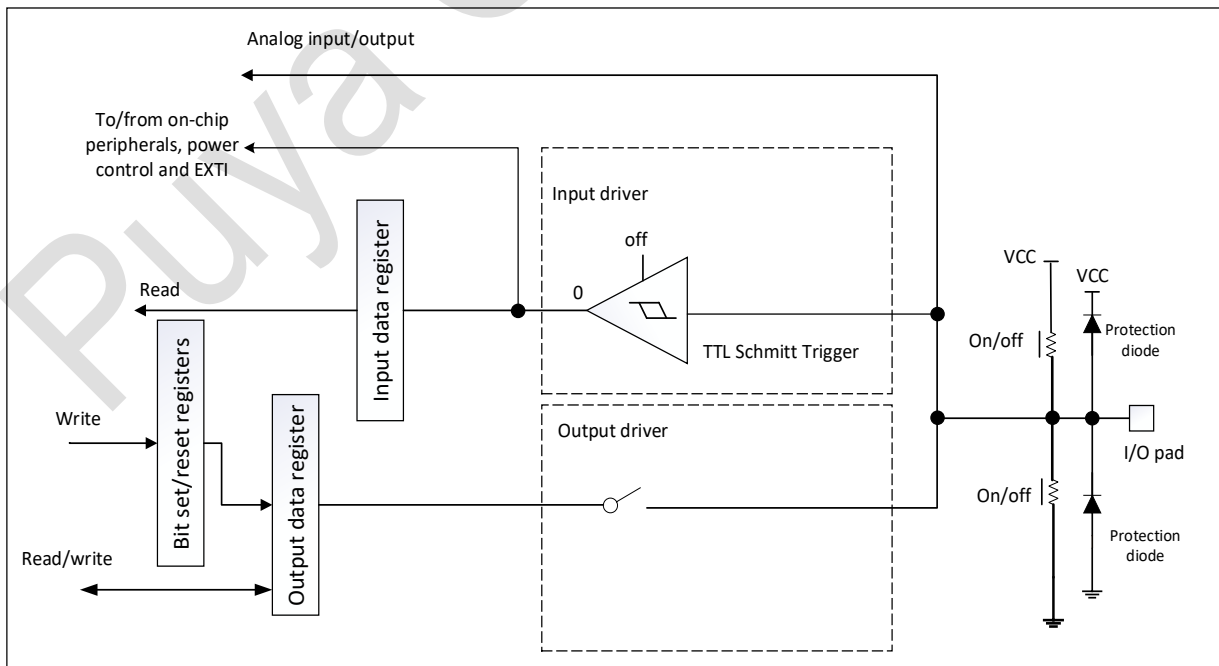 Analog input/output
To/from on-chip
peripherals, power
control and EXTI
Input driver
off
0
TTL Schmitt Trigger
Input data register
Read
Bit set/reset registers
Write
Output data register
Read/write
Output driver
VCC
VCC
On/off
Protection
diode
I/O pad
On/off
Protection
diode
Puya